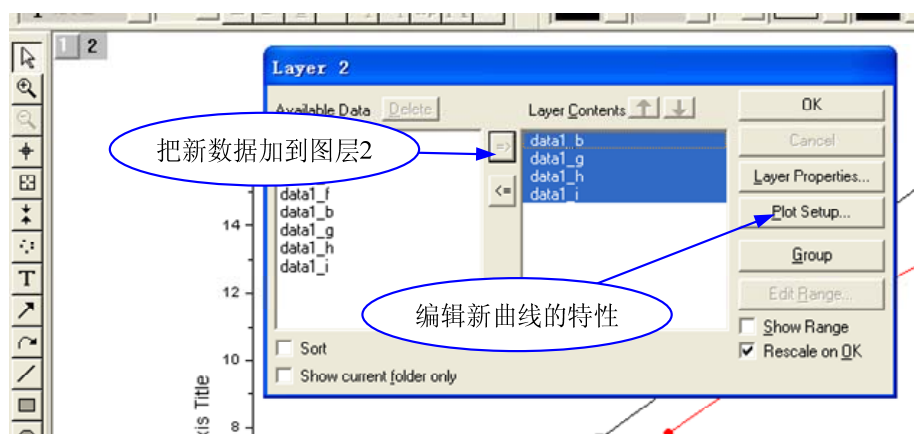 1 2
Layer 2
Available Data
Delete
Layer Contents
OK
=>
data1_b
Cancel
把新数据加到图层2
data1_g
data1_h
Layer Properties...
<=
data1_f
data1_i
data1_b
Plot Setup...
14
data1_g
data1_h
Group
data1_i
12
编辑新曲线的特性
Edit Range...
Show Range
Sort
Rescale on OK
10
Show current folder only
T
xis Title
8